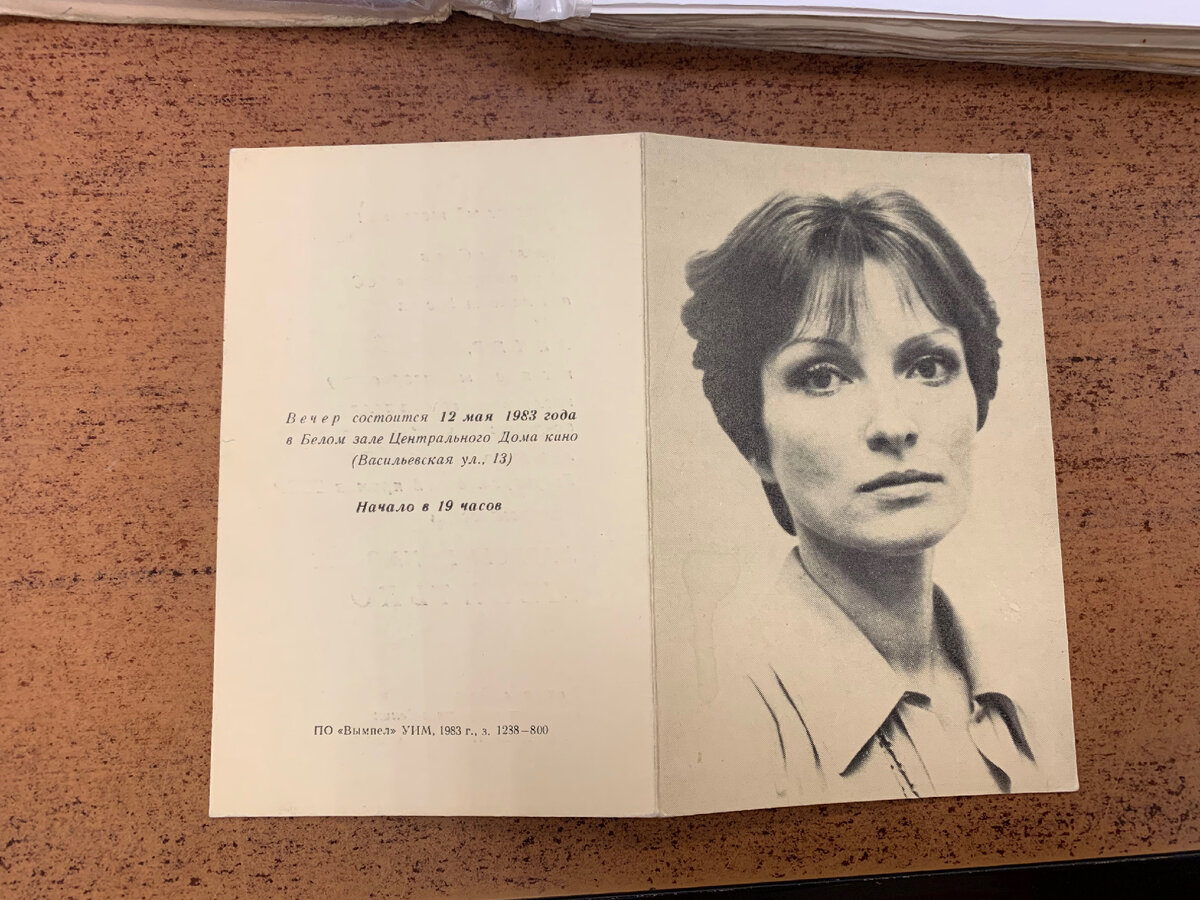 Вечер состоится 12 мая 1983 года
в Белом зале Центрального Дома кино
(Васильевская ул., 13)
Начало в 19 часов
ПО «Вымпел» УИМ, 1983 г., з. 1238—800